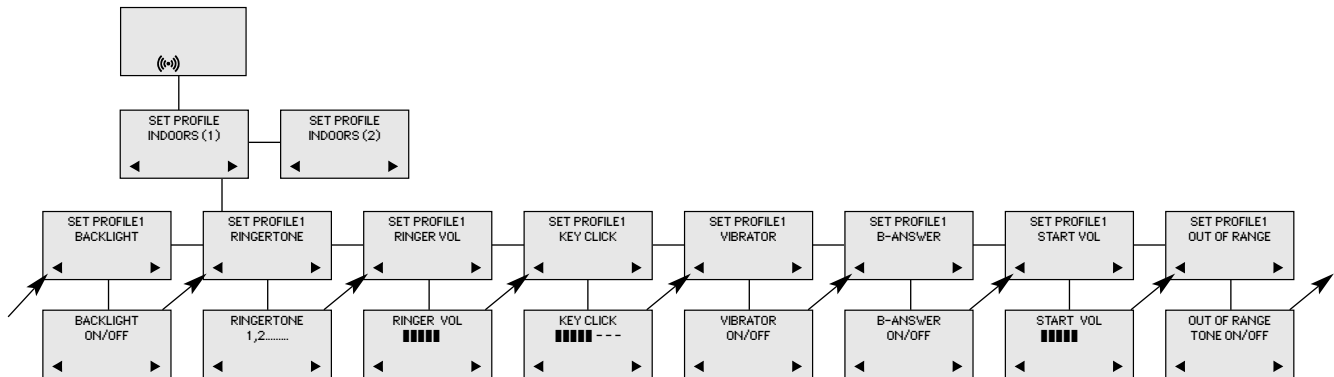 SET PROFILE
INDOORS (1)
SET PROFILE
INDOORS (2)
SET PROFILE1
BACKLIGHT
SET PROFILE1
RINGERTONE
SET PROFILE1
RINGER VOL
SET PROFILE1
KEY CLICK
SET PROFILE1
VIBRATOR
SET PROFILE1
B-ANSWER
SET PROFILE1
START VOL
SET PROFILE1
OUT OF RANGE
BACKLIGHT
ON/OFF
RINGERTONE
1,2.........
RINGER VOL
KEY CLICK
---
VIBRATOR
ON/OFF
B-ANSWER
ON/OFF
START VOL
OUT OF RANGE
TONE ON/OFF